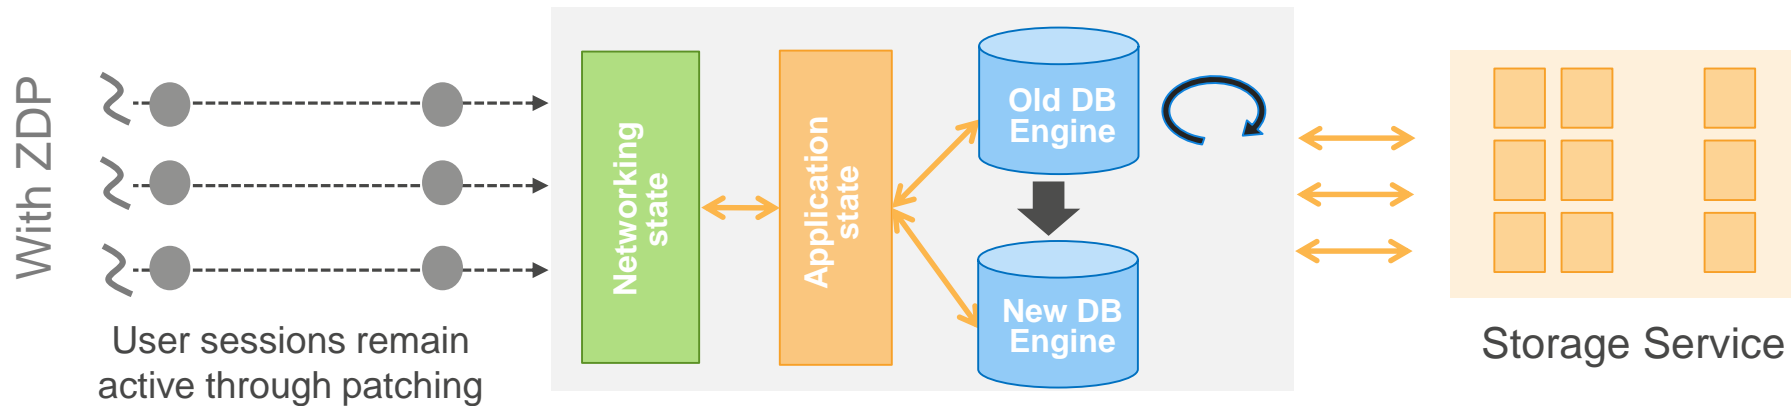 With ZDP
User sessions remain
active through patching
Networking
state
Application
state
Old DB
Engine
New DB
Engine
Storage Service